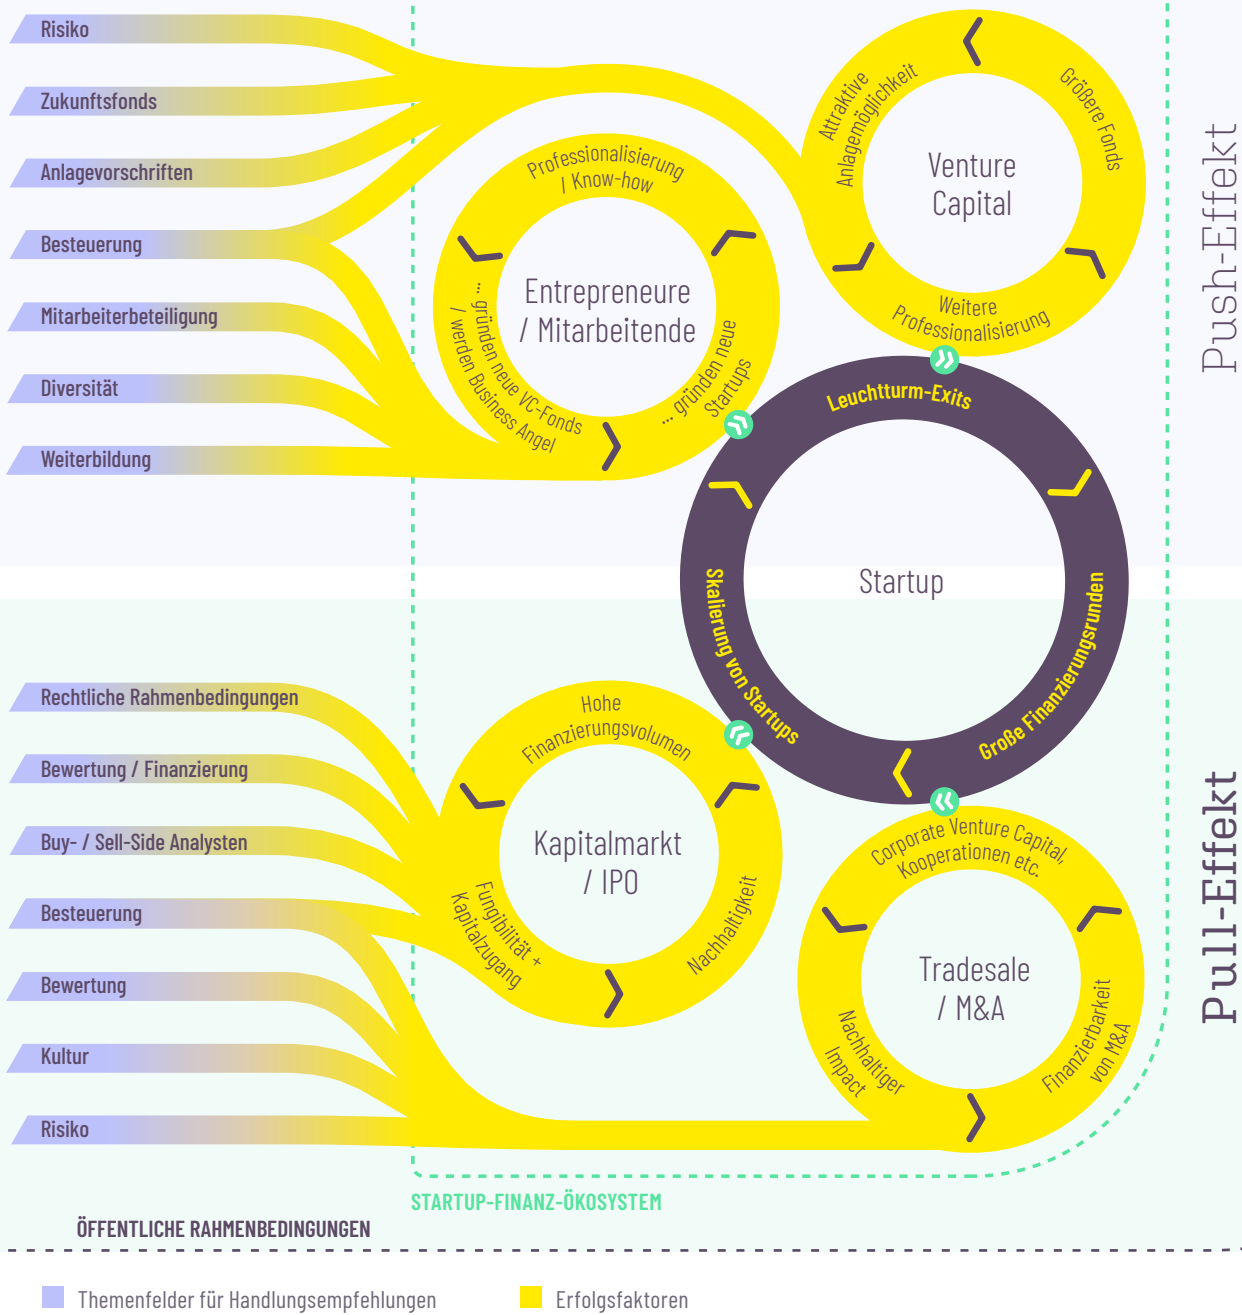 Risiko
Zukunftsfonds
Anlagevorschriften
Besteuerung
Mitarbeiterbeteiligung
Diversität
Weiterbildung
Professionalisierung
/ Know-how
Entrepreneure
/ Mitarbeitende
... gründen neue VC-Fonds
/ werden Business Angel
... gründen neue
Startups
Attraktive
Anlagemöglichkeit
Größere Fonds
Venture
Capital
Weitere
Professionalisierung
Push-Effekt
Leuchtturm-Exits
Startup
Skalierung von Startups
Große Finanzierungsrunden
Rechtliche Rahmenbedingungen
Bewertung / Finanzierung
Buy- / Sell-Side Analysten
Besteuerung
Bewertung
Kultur
Risiko
Hohe
Finanzierungsvolumen
Kapitalmarkt
/ IPO
Fungibilität +
Kapitalzugang
Nachhaltigkeit
Corporate Venture Capital,
Kooperationen etc.
Tradesale
/ M&A
Nachhaltiger
Impact
Finanzierbarkeit
von M&A
Pull-Effekt
STARTUP-FINANZ-ÖKOSYSTEM
ÖFFENTLICHE RAHMENBEDINGUNGEN
Themenfelder für Handlungsempfehlungen
Erfolgsfaktoren